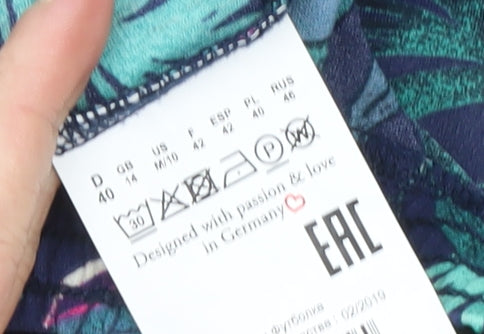 D GB US F ESP PL RUS
40 14 M/10 42 42 40 46
30 P W
Designed with passion & love
in Germany
EAC
футболка
: 02/2019